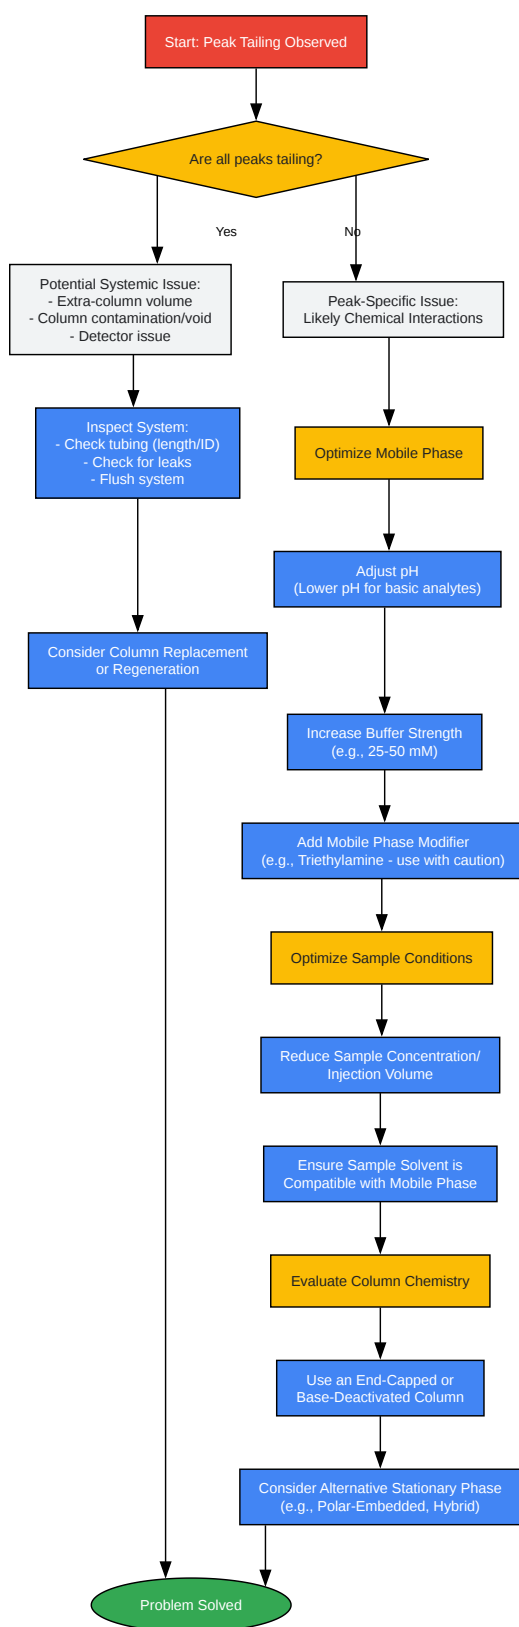 Start: Peak Tailing Observed
Are all peaks tailing?
Yes
No
Potential Systemic Issue:
- Extra-column volume
- Column contamination/void
- Detector issue
Peak-Specific Issue:
Likely Chemical Interactions
Inspect System:
- Check tubing (length/ID)
- Check for leaks
- Flush system
Optimize Mobile Phase
Adjust pH
(Lower pH for basic analytes)
Consider Column Replacement
or Regeneration
Increase Buffer Strength
(e.g., 25-50 mM)
Add Mobile Phase Modifier
(e.g., Triethylamine - use with caution)
Optimize Sample Conditions
Reduce Sample Concentration/
Injection Volume
Ensure Sample Solvent is
Compatible with Mobile Phase
Evaluate Column Chemistry
Use an End-Capped or
Base-Deactivated Column
Consider Alternative Stationary Phase
(e.g., Polar-Embedded, Hybrid)
Problem Solved